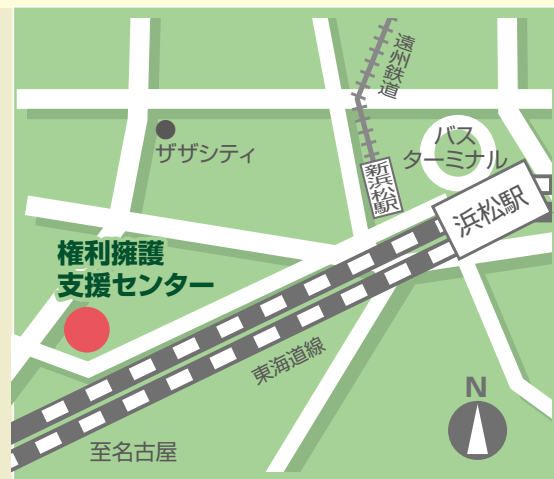 遠州鉄道
バス
ターミナル
ザザシティ
新浜松駅
浜松駅
権利擁護
支援センター
東海道線
N
至名古屋